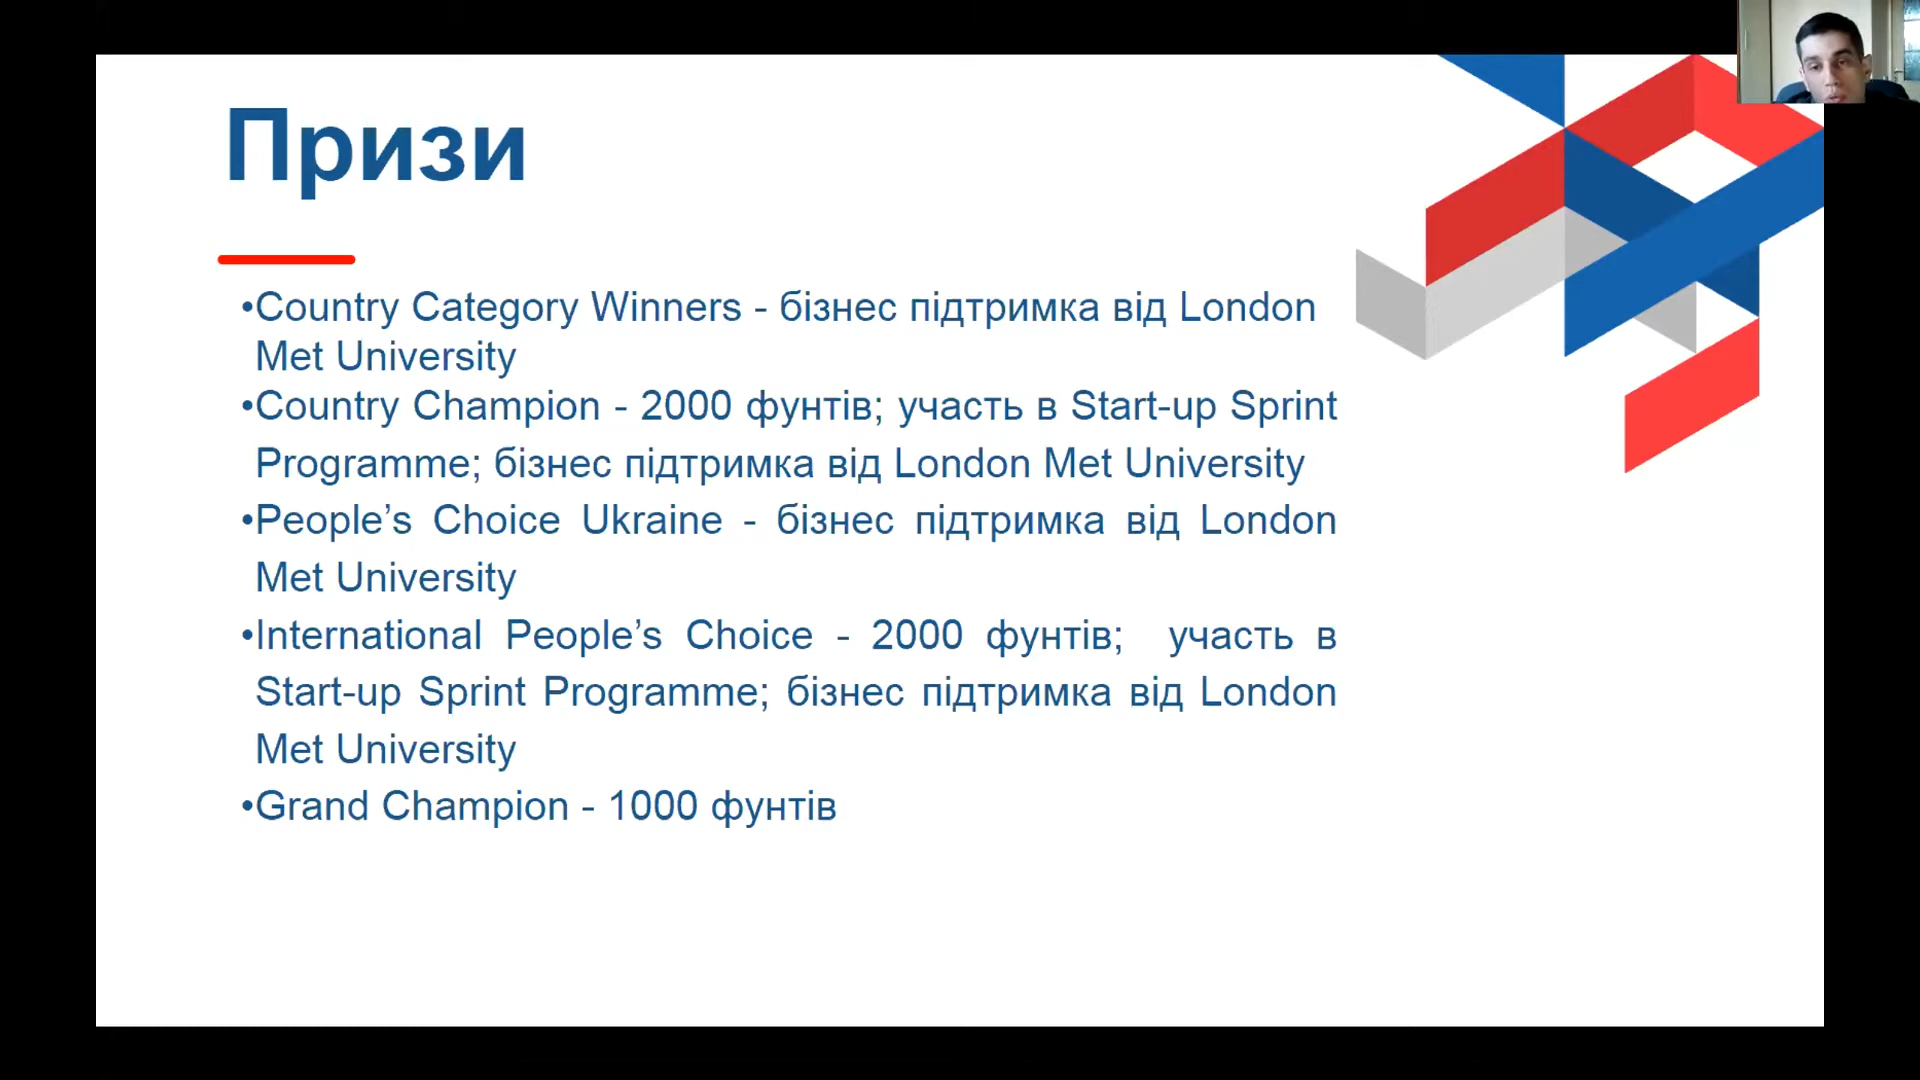 Призи
•Country Category Winners - бізнес підтримка від London
Met University
•Country Champion - 2000 фунтів; участь в Start-up Sprint
Programme; бізнес підтримка від London Met University
•People’s Choice Ukraine - бізнес підтримка від London
Met University
•International People’s Choice - 2000 фунтів; участь в
Start-up Sprint Programme; бізнес підтримка від London
Met University
•Grand Champion - 1000 фунтів